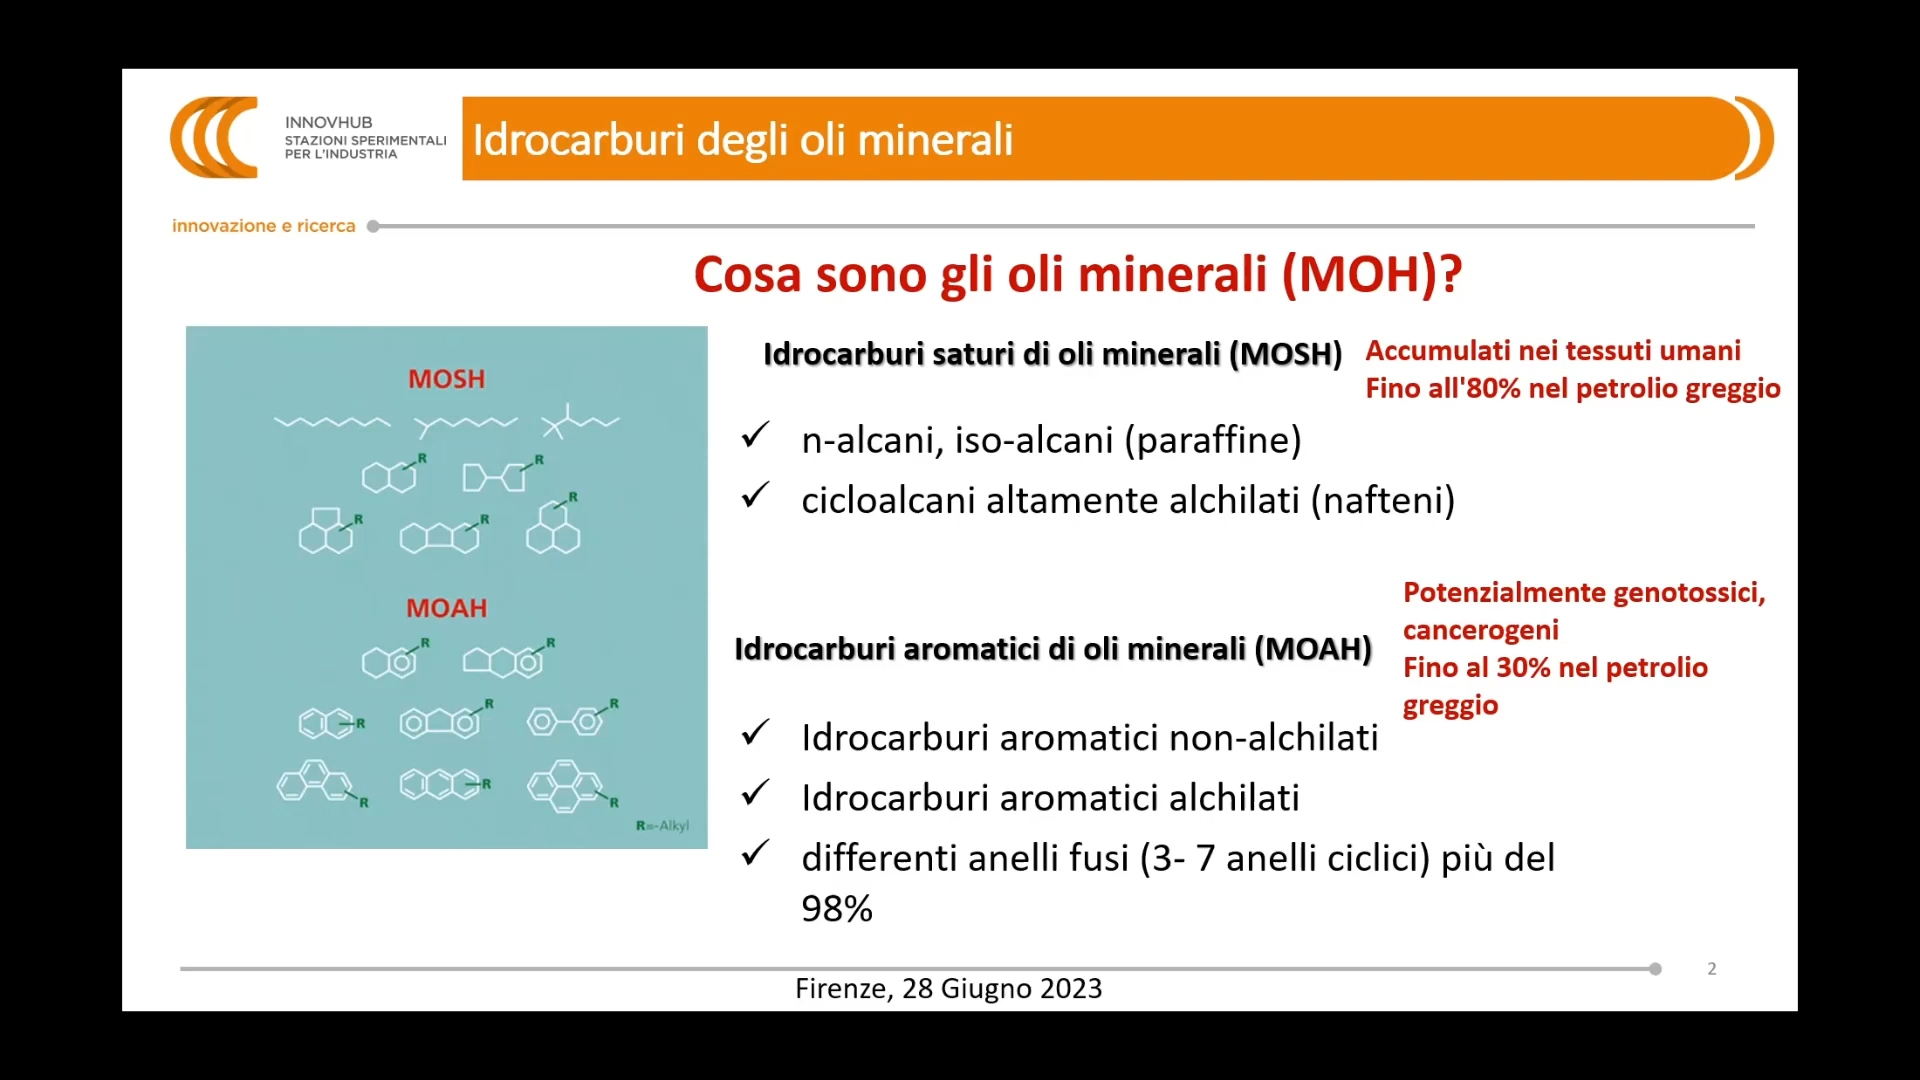 INNOVHUB
STAZIONI SPERIMENTALI
PER L'INDUSTRIA
Idrocarburi degli oli minerali
innovazione e ricerca
Cosa sono gli oli minerali (MOH)?
MOSH
R
R
R
R
R
MOAH
R
R
R
R
R
R
R
R
R=-Alkyl
Idrocarburi saturi di oli minerali (MOSH)
Accumulati nei tessuti umani
Fino all'80% nel petrolio greggio
✓ n-alcani, iso-alcani (paraffine)
✓ cicloalcani altamente alchilati (nafteni)
Idrocarburi aromatici di oli minerali (MOAH)
Potenzialmente genotossici,
cancerogeni
Fino al 30% nel petrolio
greggio
✓ Idrocarburi aromatici non-alchilati
✓ Idrocarburi aromatici alchilati
✓ differenti anelli fusi (3- 7 anelli ciclici) più del
98%
2
Firenze, 28 Giugno 2023